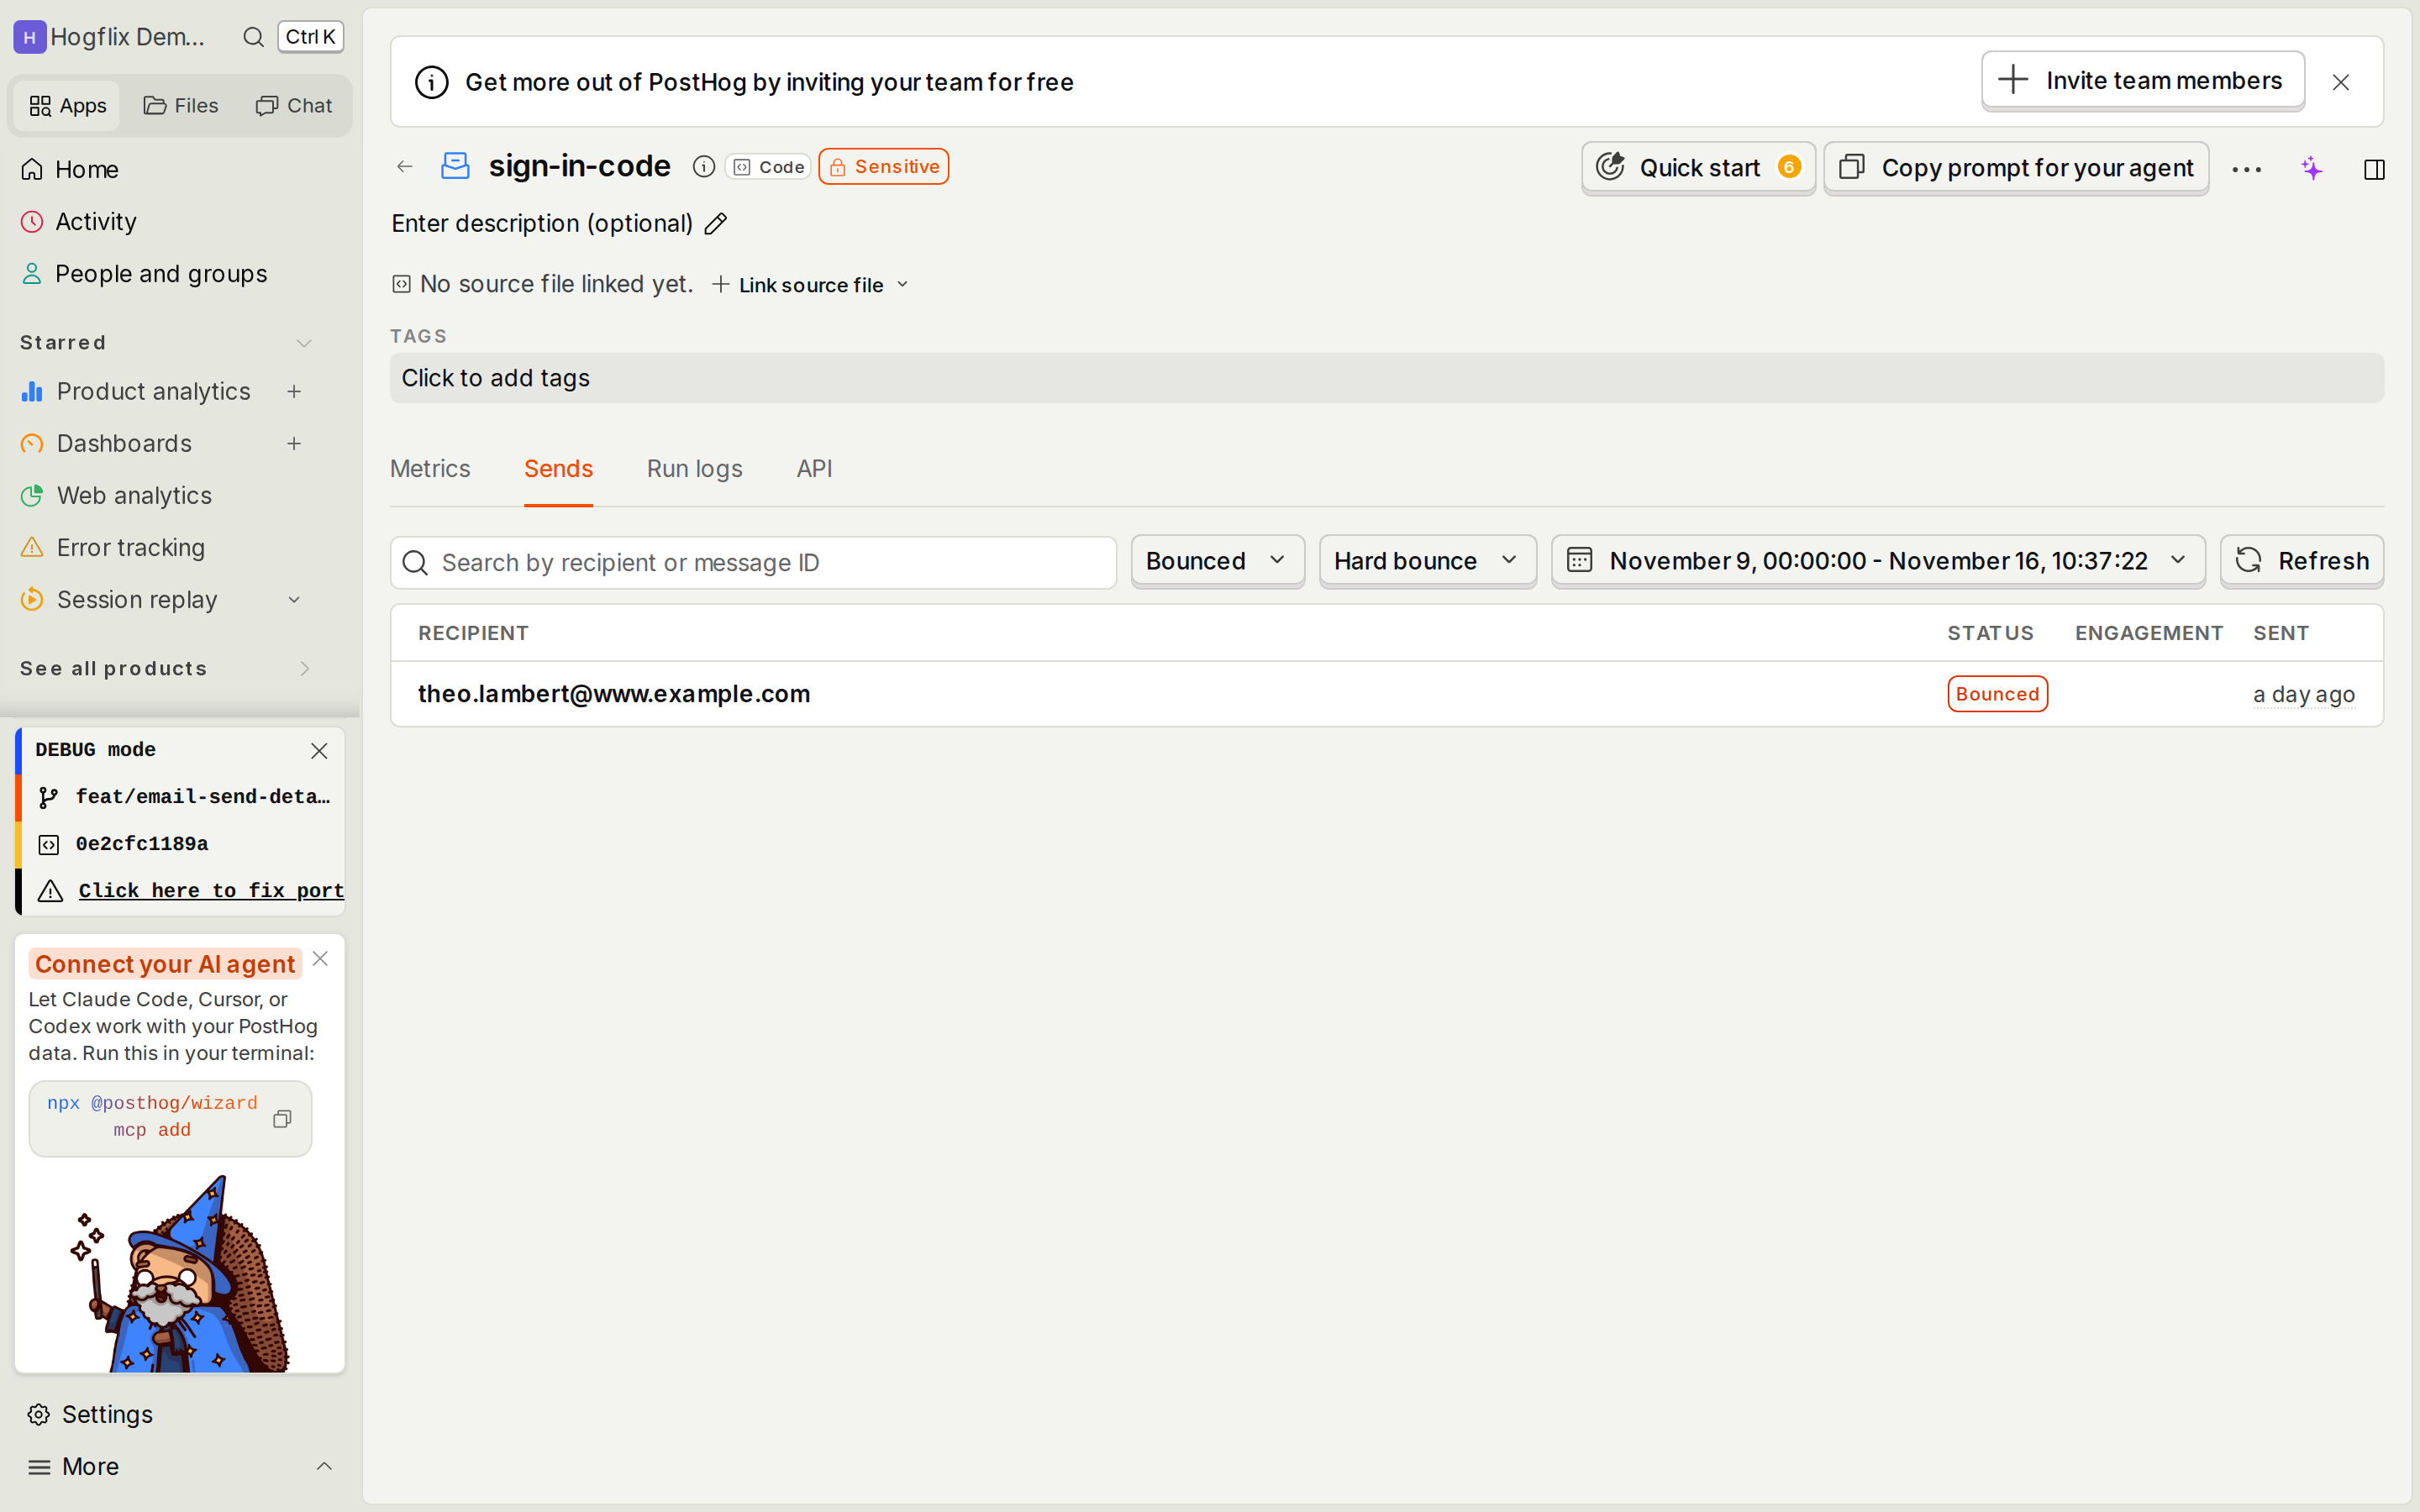 H Hogflix Dem... Ctrl K
Apps Files Chat
Home
Activity
People and groups
Starred
Product analytics
Dashboards
Web analytics
Error tracking
Session replay
See all products
DEBUG mode
feat/email-send-deta…
0e2cfc1189a
Click here to fix port
Connect your AI agent
Let Claude Code, Cursor, or
Codex work with your PostHog
data. Run this in your terminal:
npx @posthog/wizard
mcp add
Settings
More
Get more out of PostHog by inviting your team for free
Invite team members
sign-in-code Code Sensitive
Quick start 6 Copy prompt for your agent
Enter description (optional)
No source file linked yet. Link source file
TAGS
Click to add tags
Metrics Sends Run logs API
Search by recipient or message ID Bounced Hard bounce November 9, 00:00:00 - November 16, 10:37:22 Refresh
RECIPIENT STATUS ENGAGEMENT SENT
theo.lambert@www.example.com Bounced a day ago